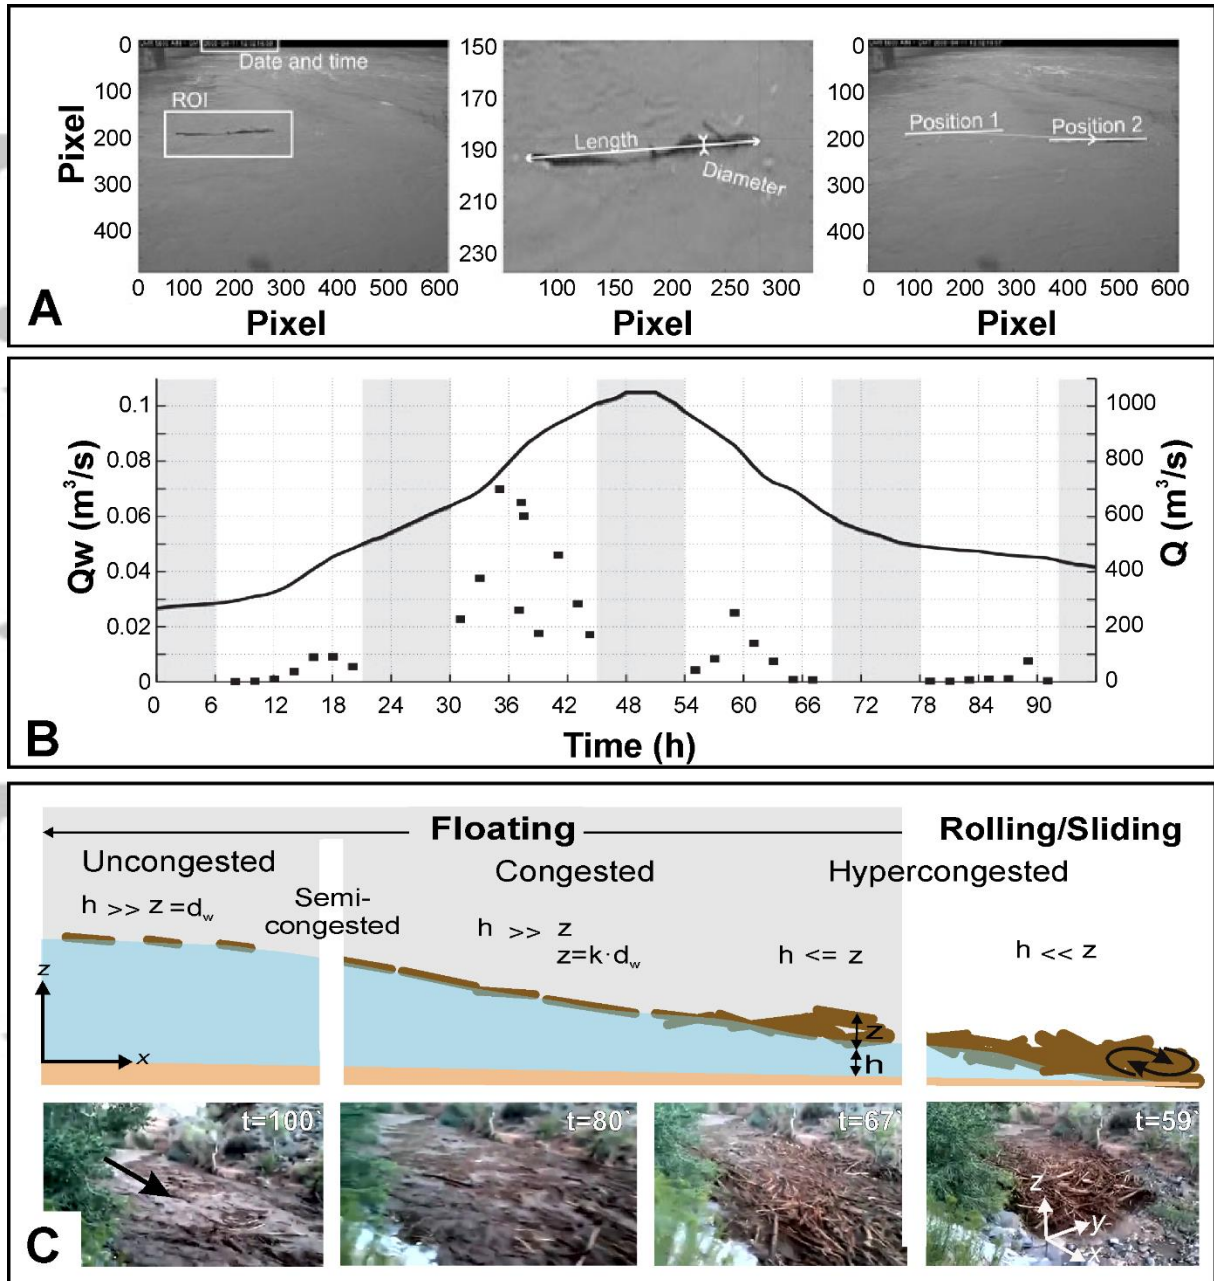 0
100
200
300
400
Pixel
Date and time
ROI
0 100 200 300 400 500 600
Pixel
150
170
190
210
230
Length
Diameter
100 150 200 250 300
Pixel
0
100
200
300
400
Position 1
Position 2
0 100 200 300 400 500 600
Pixel
A
Qw (m³/s)
0.1
0.08
0.06
0.04
0.02
0
1000
800
600
400
200
0
Q (m³/s)
0 6 12 18 24 30 36 42 48 54 60 66 72 78 84 90
Time (h)
B
Floating
Rolling/Sliding
Uncongested
Semi-
congested
Congested
Hypercongested
h >> z =d_w
h >> z
z=k·d_w
h <= z
h << z
z
x
z
h
t=100`
t=80`
t=67`
t=59`
z
y
x
C